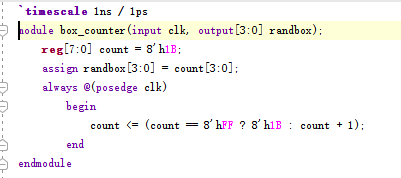 `timescale 1ns / 1ps
module box_counter(input clk, output[3:0] randbox);
reg[7:0] count = 8'h1B;
assign randbox[3:0] = count[3:0];
always @(posedge clk)
begin
count <= (count == 8'hFF ? 8'h1B : count + 1);
end
endmodule